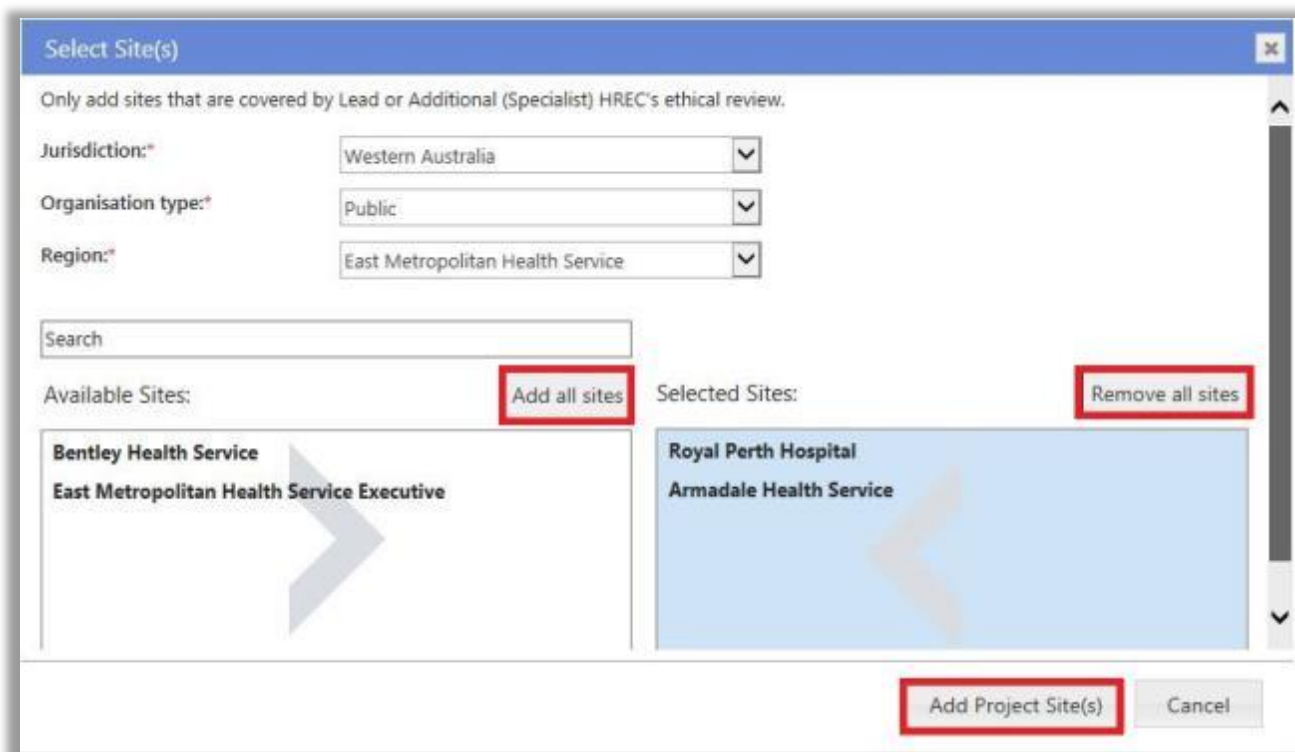 Select Site(s)
Only add sites that are covered by Lead or Additional (Specialist) HREC's ethical review.
Jurisdiction:* Western Australia
Organisation type:* Public
Region:* East Metropolitan Health Service
Search
Available Sites: Add all sites Selected Sites: Remove all sites
Bentley Health Service Royal Perth Hospital
East Metropolitan Health Service Executive Armadale Health Service
Add Project Site(s) Cancel